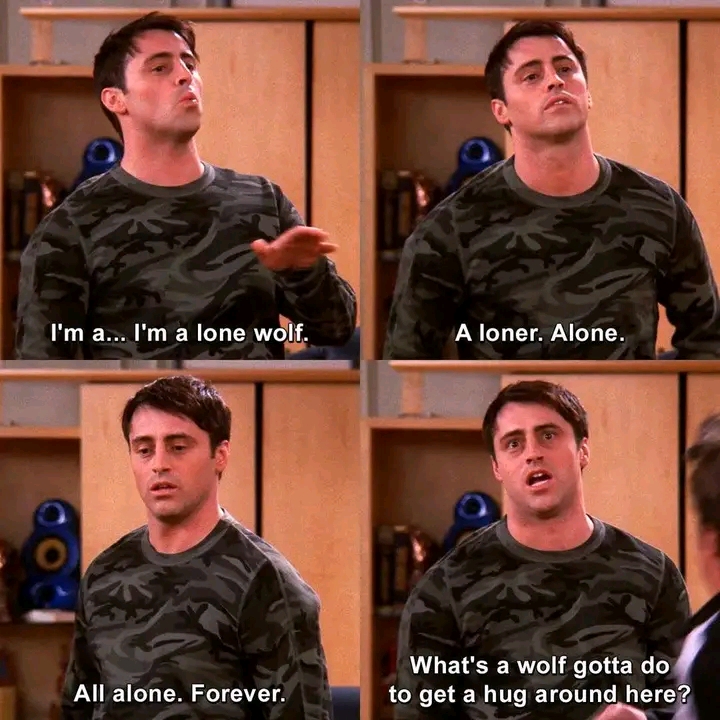 I'm a... I'm a lone wolf.
A loner. Alone.
All alone. Forever.
What's a wolf gotta do
to get a hug around here?